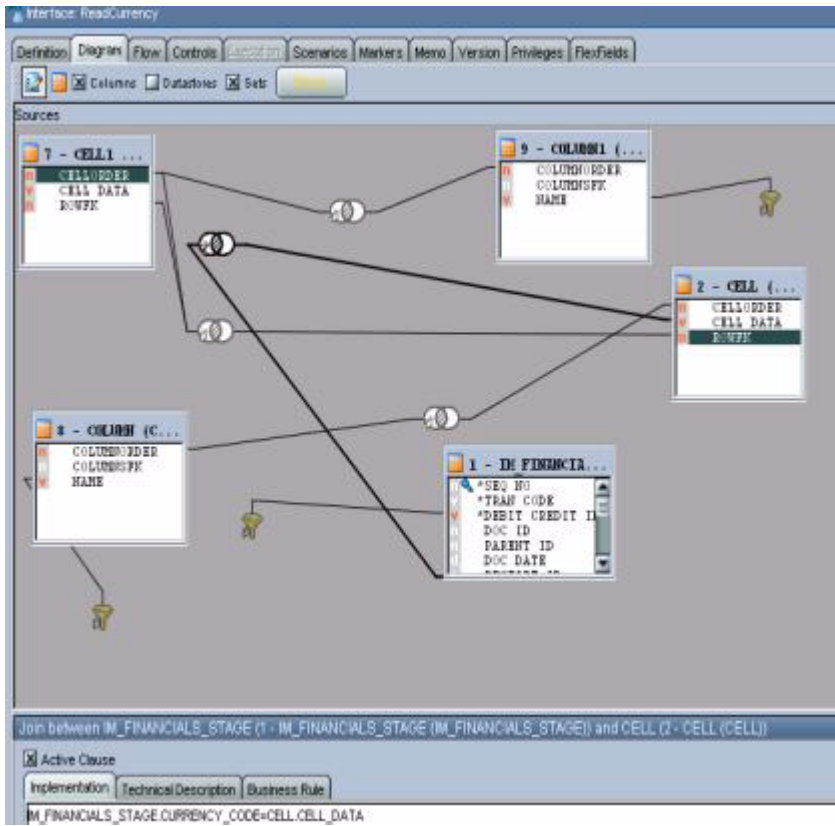 Interface: ReadCurrency
Definition Diagram Flow Controls Scenarios Markers Memo Version Privileges FlexFields
Columns Datastores Sets
Sources
7 - CELL1 ...
CELLORDER
CELL DATA
ROWFK
9 - COLUMN1 (...
COLUMNORDER
COLUMNSFK
NAME
2 - CELL (...
CELLORDER
CELL DATA
ROWFK
8 - COLUMN (C...
COLUMNORDER
COLUMNSFK
NAME
1 - IM_FINANCIA...
*SEQ NO
*TRAN CODE
*DEBIT CREDIT I
DOC ID
PARENT ID
DOC DATE
Join between IM_FINANCIALS_STAGE (1 - IM_FINANCIALS_STAGE (IM_FINANCIALS_STAGE)) and CELL (2 - CELL (CELL))
Active Clause
Implementation Technical Description Business Rule
IM_FINANCIALS_STAGE.CURRENCY_CODE=CELL.CELL_DATA